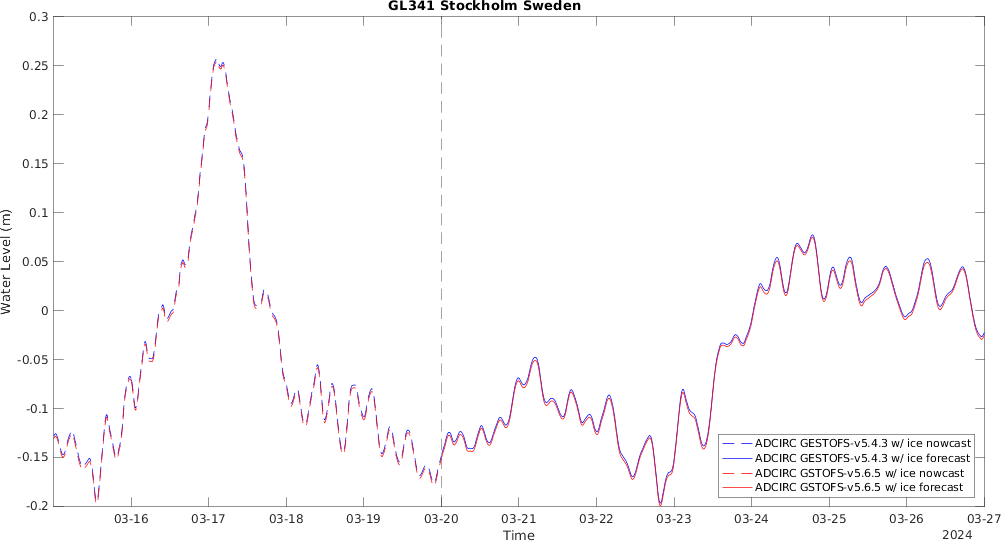 GL341 Stockholm Sweden
0.3
0.25
0.2
0.15
0.1
0.05
0
-0.05
-0.1
-0.15
-0.2
Water Level (m)
ADCIRC GESTOFS-v5.4.3 w/ ice nowcast
ADCIRC GESTOFS-v5.4.3 w/ ice forecast
ADCIRC GSTOFS-v5.6.5 w/ ice nowcast
ADCIRC GSTOFS-v5.6.5 w/ ice forecast
03-16 03-17 03-18 03-19 03-20 03-21 03-22 03-23 03-24 03-25 03-26 03-27
Time
2024